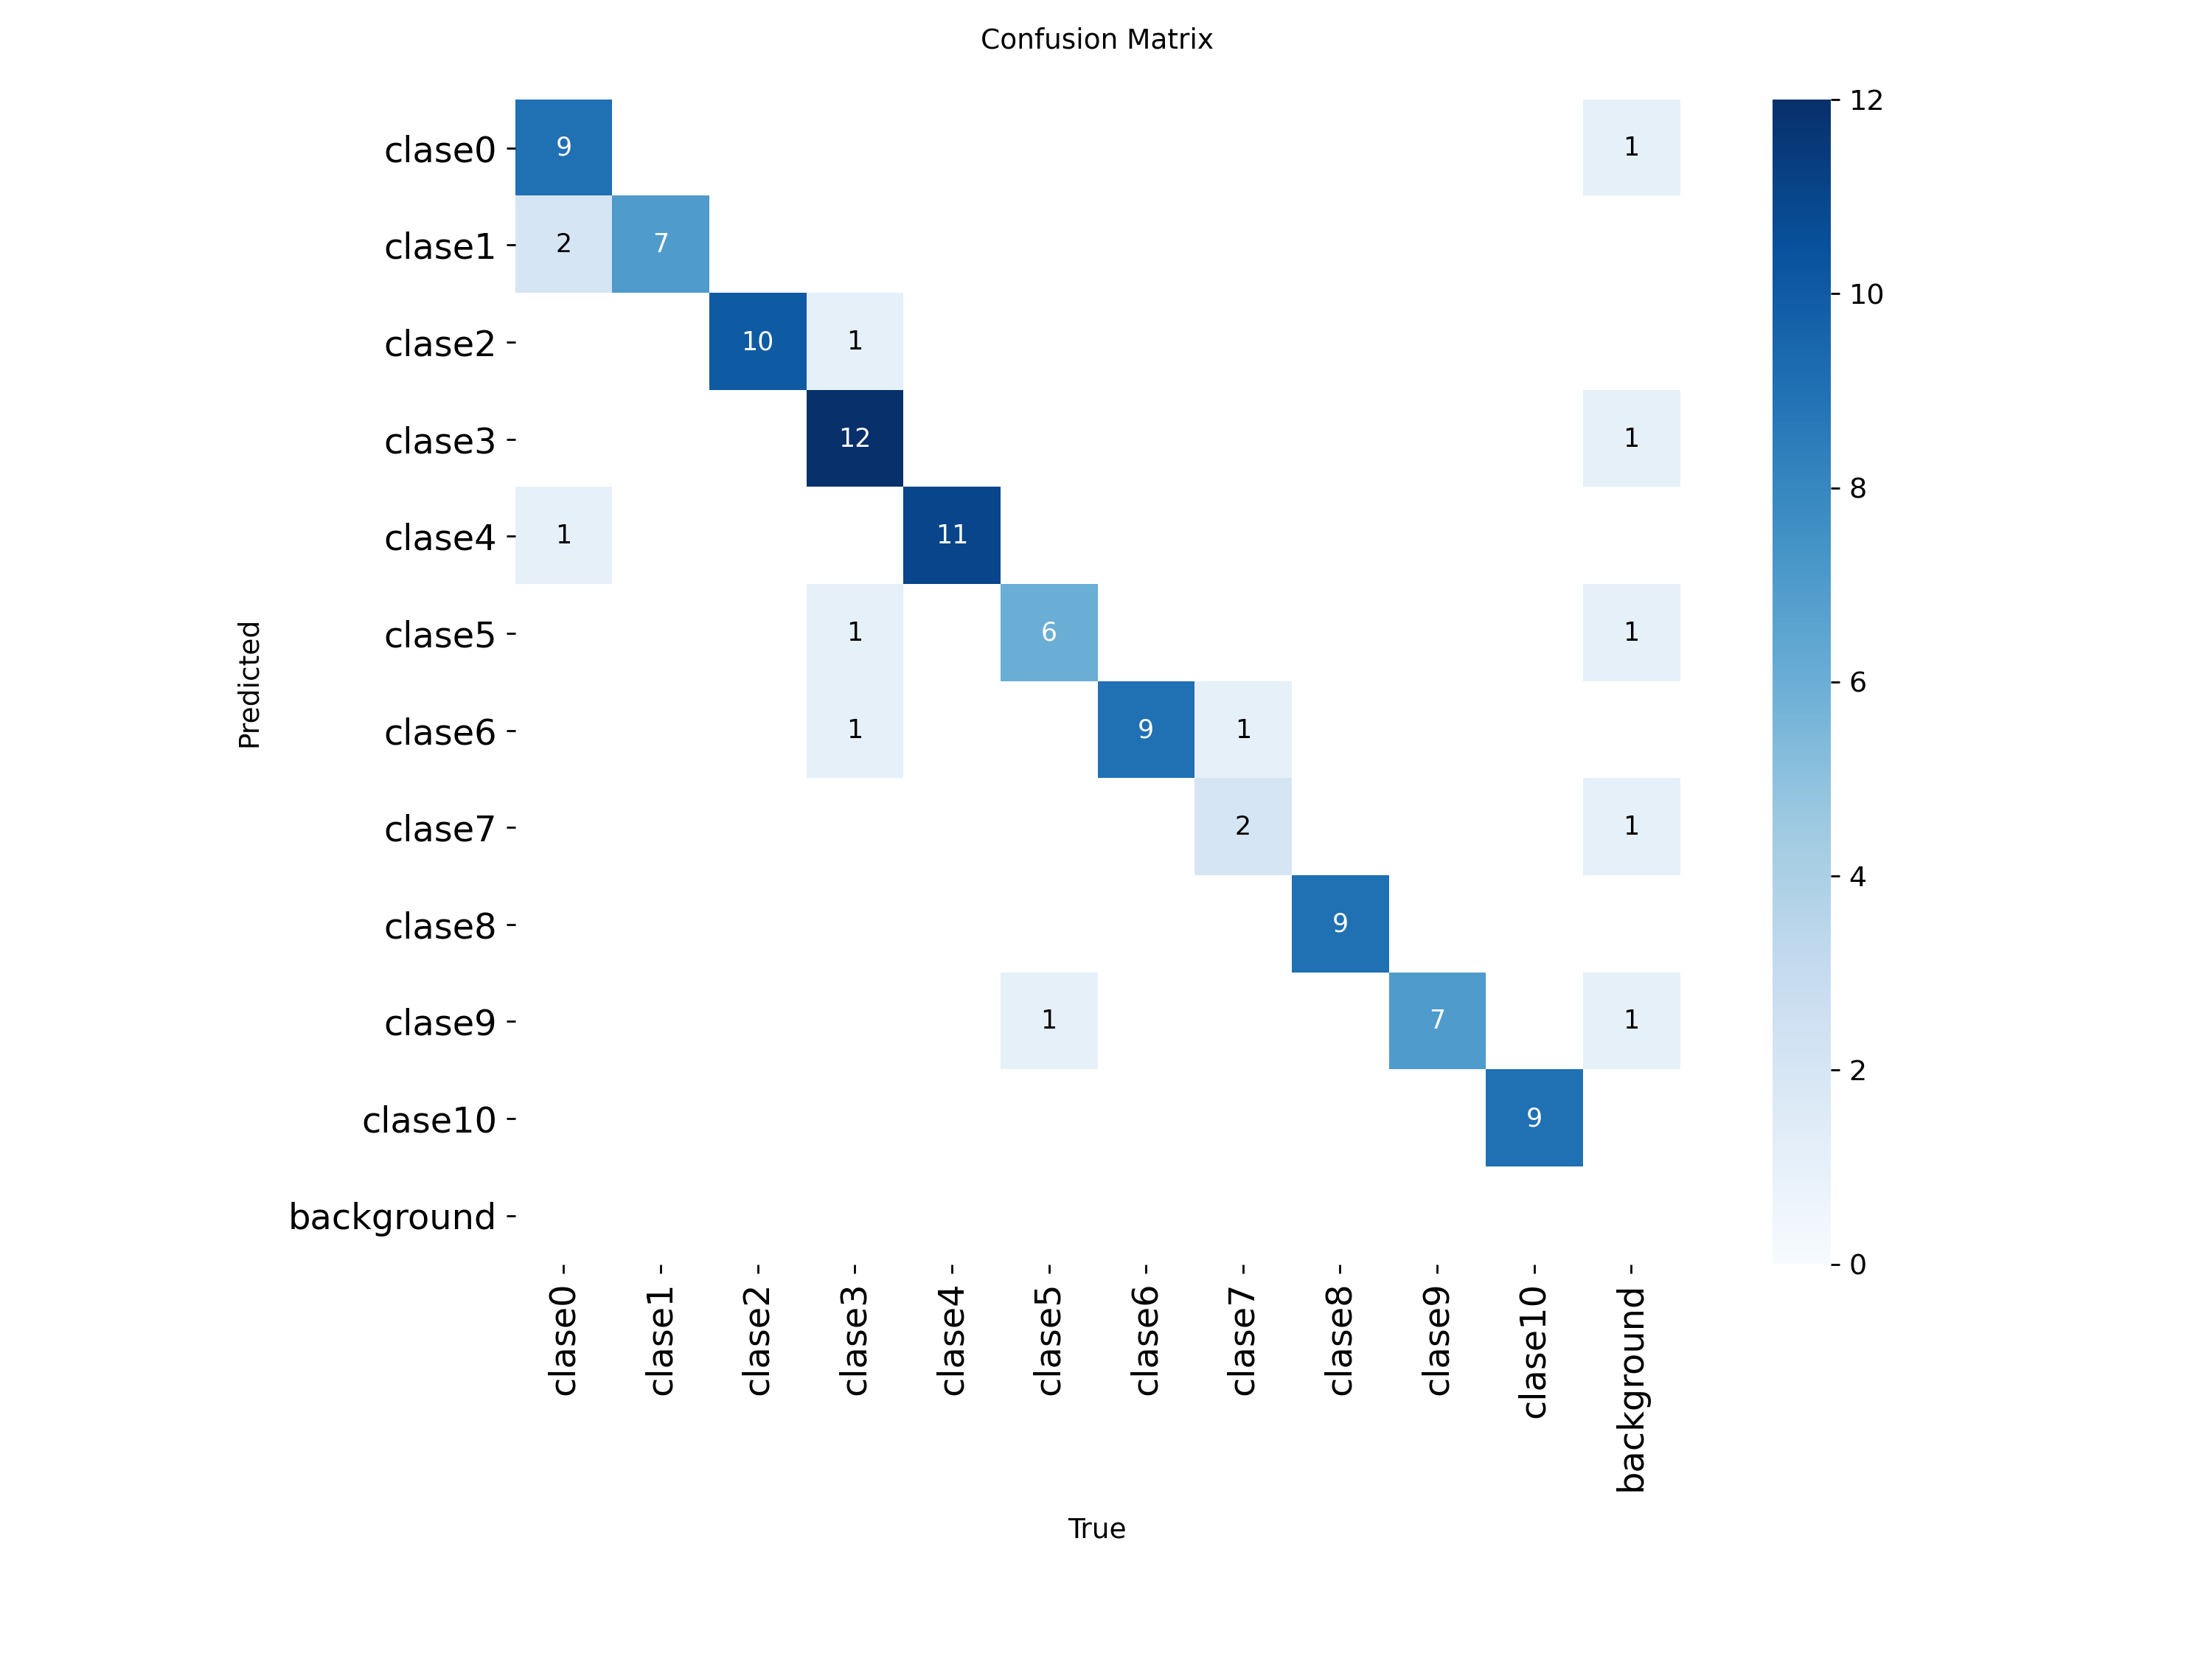 Confusion Matrix
clase0 9 1
clase1 2 7
clase2 10 1
clase3 12 1
clase4 1 11
clase5 1 6 1
clase6 1 9 1
clase7 2 1
clase8 9
clase9 1 7 1
clase10 9
background
clase0 clase1 clase2 clase3 clase4 clase5 clase6 clase7 clase8 clase9 clase10 background
True
Predicted
12
10
8
6
4
2
0